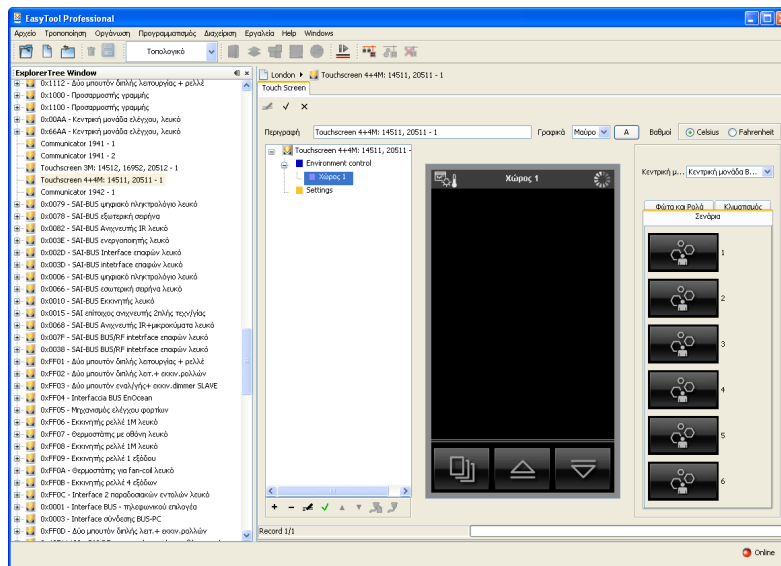 EasyTool Professional
Αρχείο Τροποποίηση Οργάνωση Προγραμματισμός Διαχείριση Εργαλεία Help Windows
Τοπολογικό
ExplorerTree Window
0x1112 - Δύο μπουτόν διπλής λειτουργίας + ρελλέ
0x1000 - Προσαρμοστής γραμμής
0x1100 - Προσαρμοστής γραμμής
0x00AA - Κεντρική μονάδα ελέγχου, λευκό
0x66AA - Κεντρική μονάδα ελέγχου, λευκό
Communicator 1941 - 1
Communicator 1941 - 2
Touchscreen 3M: 14512, 16952, 20512 - 1
Touchscreen 4+4M: 14511, 20511 - 1
Communicator 1942 - 1
0x0079 - SAI-BUS ψηφιακό πληκτρολόγιο λευκό
0x0078 - SAI-BUS εξωτερική σειρήνα
0x0082 - SAI-BUS Ανιχνευτής IR λευκό
0x003E - SAI-BUS ενεργοποιητής λευκό
0x002D - SAI-BUS Interface επαφών λευκό
0x003D - SAI-BUS intetrface επαφών λευκό
0x0006 - SAI-BUS ψηφιακό πληκτρολόγιο λευκό
0x0066 - SAI-BUS εσωτερική σειρήνα λευκό
0x0010 - SAI-BUS Εκκινητής λευκό
0x0015 - SAI επίτοιχος ανιχνευτής 2πλής τεχν/γίας
0x0068 - SAI-BUS Ανιχνευτής IR+μικροκύματα λευκό
0x007F - SAI-BUS BUS/RF intetrface επαφών λευκό
0x0038 - SAI-BUS BUS/RF intetrface επαφών λευκό
0xFF01 - Δύο μπουτόν διπλής λειτουργίας + ρελλέ
0xFF02 - Δύο μπουτόν διπλής λειτ.+ εκκιν.ρολλών
0xFF03 - Δύο μπουτόν εναλ/γής+ εκκιν.dimmer SLAVE
0xFF04 - Interfaccia BUS EnOcean
0xFF05 - Μηχανισμός ελέγχου φορτίων
0xFF06 - Εκκινητής ρελλέ 1M λευκό
0xFF07 - Θερμοστάτης με οθόνη λευκό
0xFF08 - Εκκινητής ρελλέ 1M λευκό
0xFF09 - Εκκινητής ρελλέ 1 εξόδου
0xFF0A - Θερμοστάτης για fan-coil λευκό
0xFF0B - Εκκινητής ρελλέ 4 εξόδων
0xFF0C - Interface 2 παραδοσιακών εντολών λευκό
0x0001 - Interface BUS - τηλεφωνικού επιλογέα
0x0003 - Interface σύνδεσης BUS-PC
0xFF0D - Δύο μπουτόν διπλής λειτ.+ εκκιν.ρολλών
London Touchscreen 4+4M: 14511, 20511 - 1
Touch Screen
Περιγραφή Touchscreen 4+4M: 14511, 20511 - 1 Γραφικά Μαύρο A Βαθμοί Celsius Fahrenheit
Touchscreen 4+4M: 14511, 20511 -
Environment control
Χώρος 1
Settings
Χώρος 1
Κεντρική μ... Κεντρική μονάδα B...
Φώτα και Ρολά Κλιματισμός
Σενάρια
1
2
3
4
5
6
Record 1/1
Online